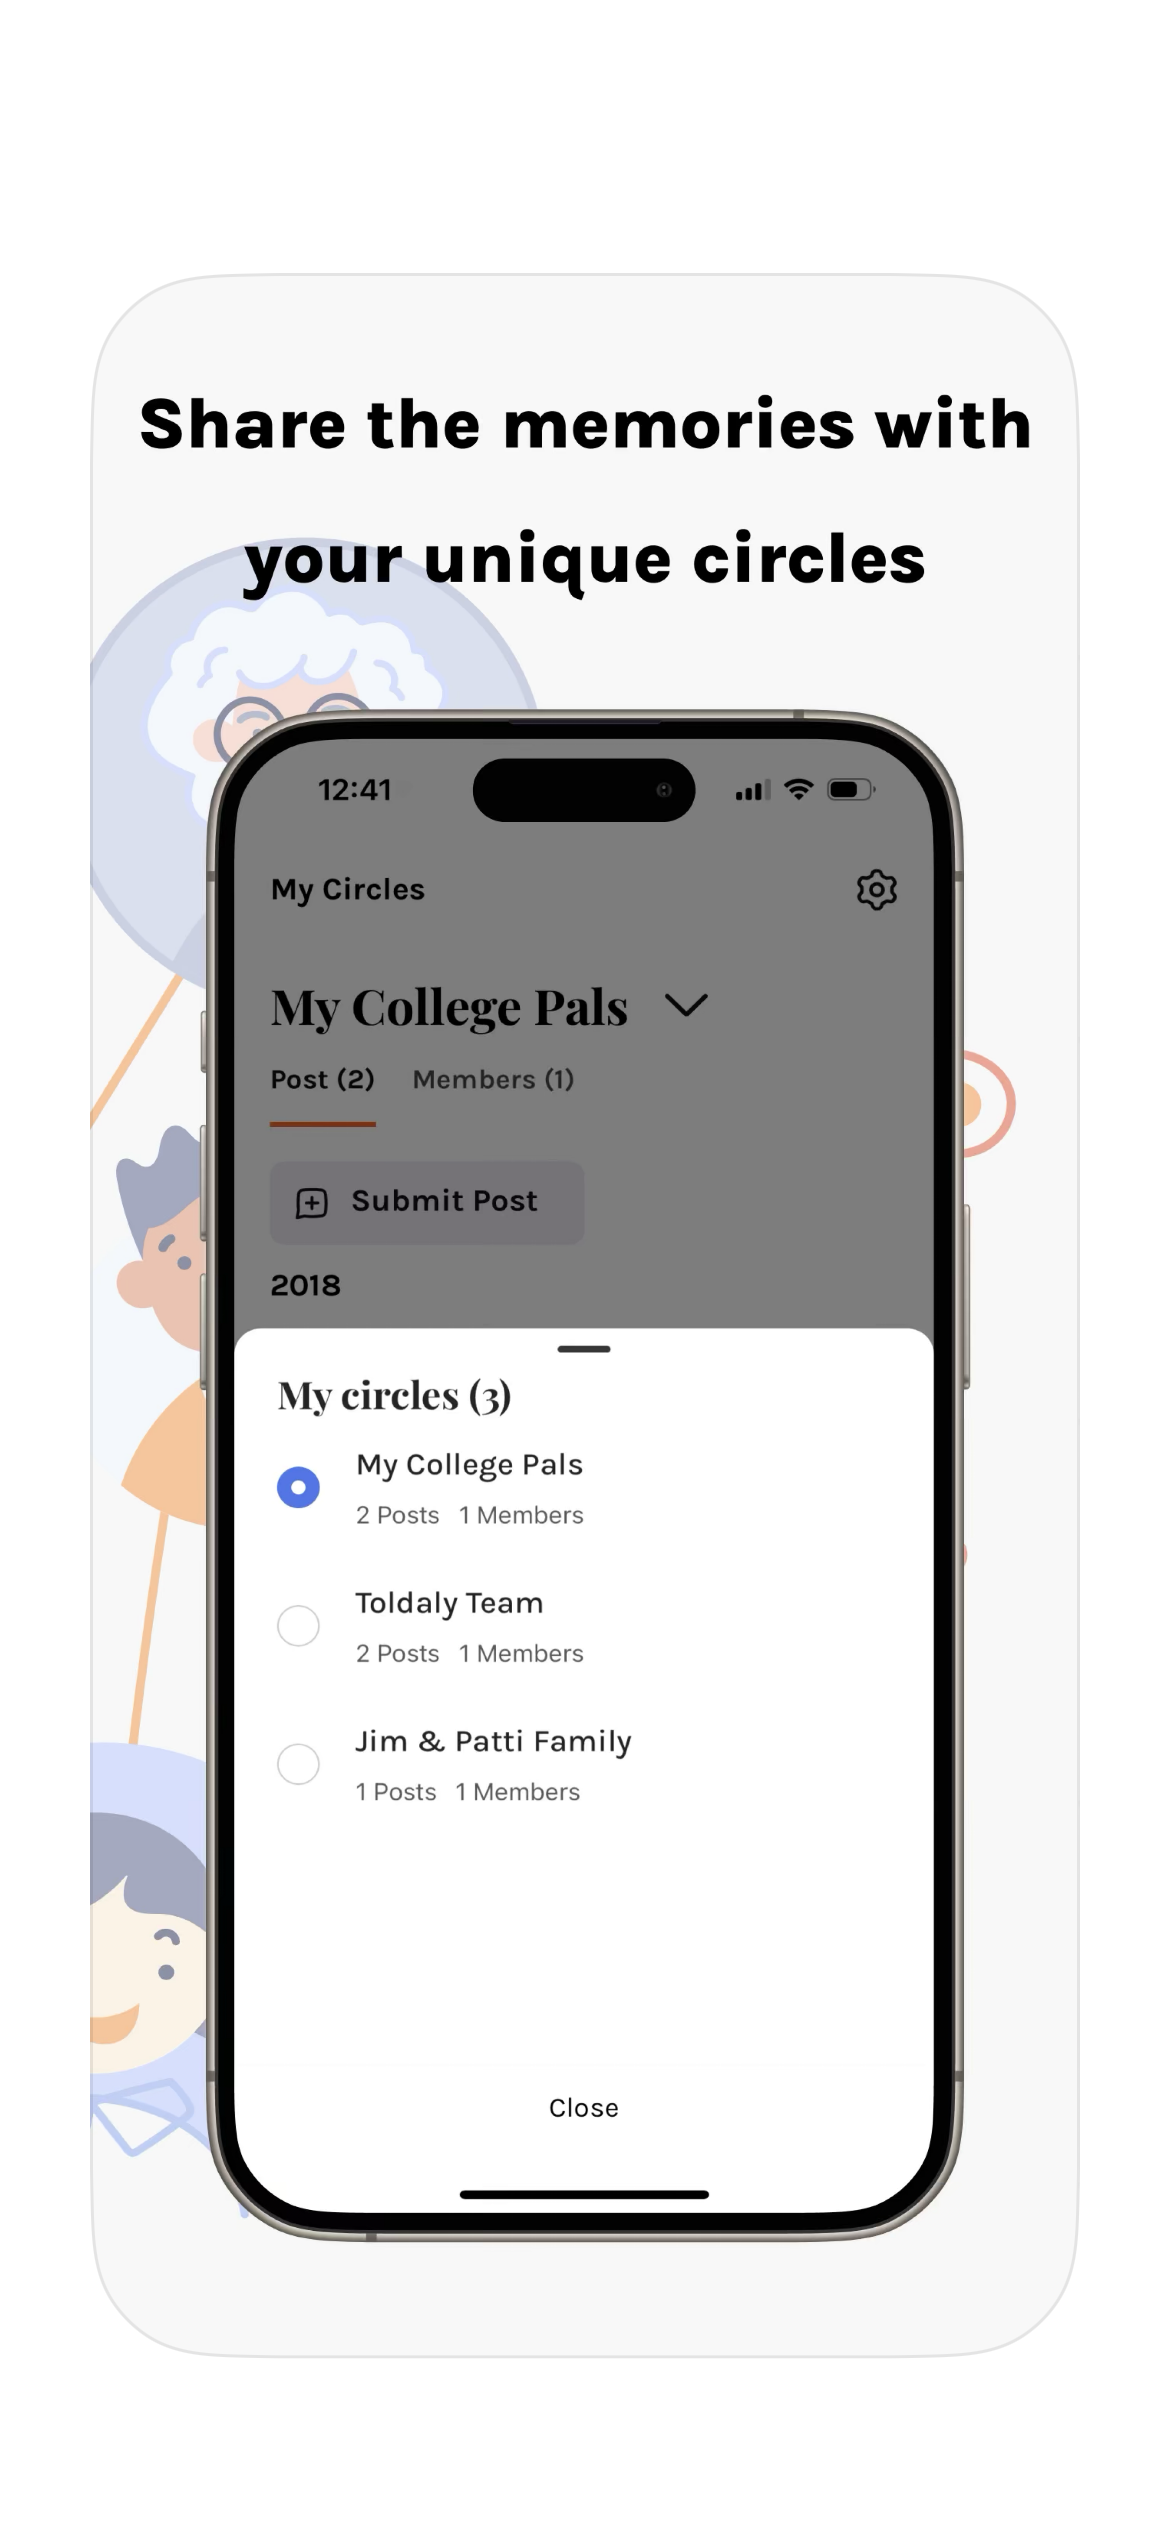 Share the memories with
your unique circles
12:41
My Circles
My College Pals
Post (2) Members (1)
Submit Post
2018
My circles (3)
My College Pals
2 Posts 1 Members
Toldaly Team
2 Posts 1 Members
Jim & Patti Family
1 Posts 1 Members
Close